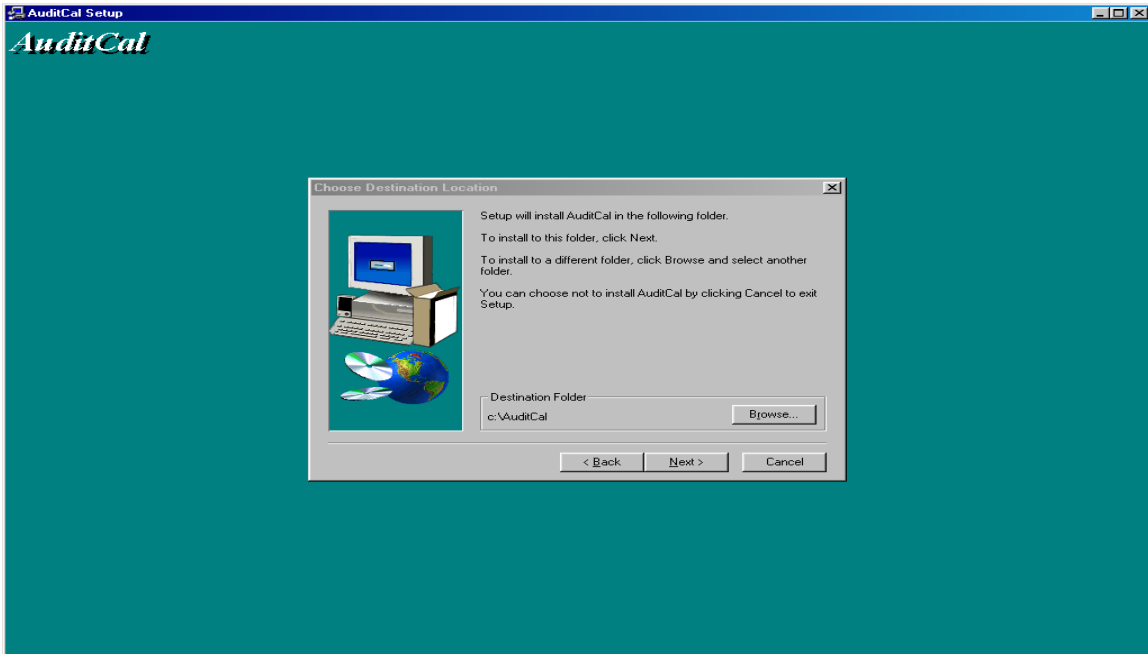 AuditCal Setup
AuditCal
Choose Destination Location
Setup will install AuditCal in the following folder.
To install to this folder, click Next.
To install to a different folder, click Browse and select another
folder.
You can choose not to install AuditCal by clicking Cancel to exit
Setup.
Destination Folder
c:\AuditCal
Browse...
< Back
Next >
Cancel